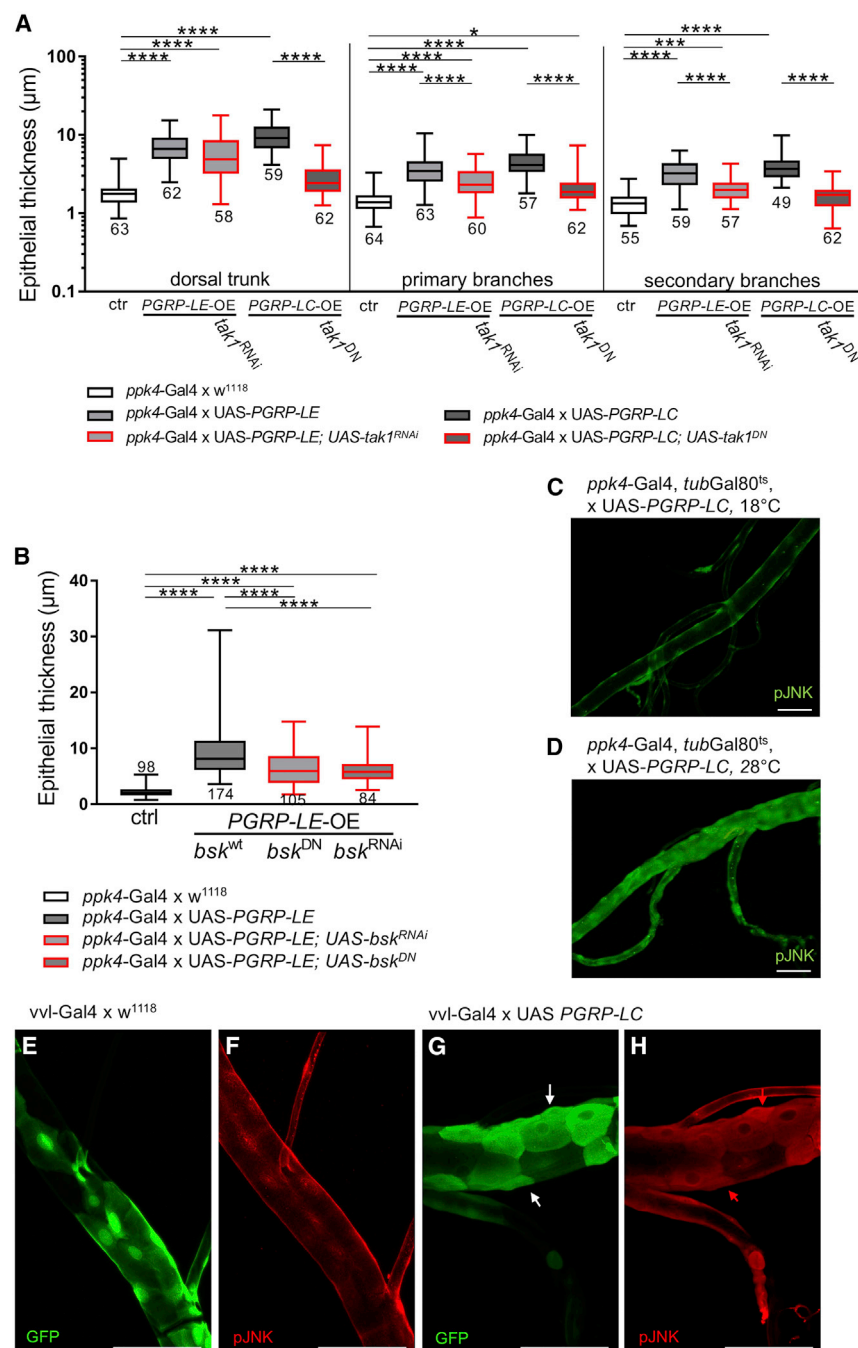 A
Epithelial thickness (µm)
100
10
1
0.1
**** **** **** ****
* **** **** **** **** ****
**** *** **** **** ****
63 62 58 59 62
64 63 60 57 62
55 59 57 49 62
dorsal trunk primary branches secondary branches
ctr PGRP-LE-OE PGRP-LC-OE ctr PGRP-LE-OE PGRP-LC-OE ctr PGRP-LE-OE PGRP-LC-OE
tak1RNAi tak1DN tak1RNAi tak1DN tak1RNAi tak1DN
ppk4-Gal4 x w1118
ppk4-Gal4 x UAS-PGRP-LE
ppk4-Gal4 x UAS-PGRP-LE; UAS-tak1RNAi
ppk4-Gal4 x UAS-PGRP-LC
ppk4-Gal4 x UAS-PGRP-LC; UAS-tak1DN
B
Epithelial thickness (µm)
40
30
20
10
0
****
****
**** ****
****
98 174 105 84
ctrl PGRP-LE-OE
bskwt bskDN bskRNAi
ppk4-Gal4 x w1118
ppk4-Gal4 x UAS-PGRP-LE
ppk4-Gal4 x UAS-PGRP-LE; UAS-bskRNAi
ppk4-Gal4 x UAS-PGRP-LE; UAS-bskDN
C ppk4-Gal4, tubGal80ts,
x UAS-PGRP-LC, 18°C
pJNK
D ppk4-Gal4, tubGal80ts,
x UAS-PGRP-LC, 28°C
pJNK
vvl-Gal4 x w1118 vvl-Gal4 x UAS PGRP-LC
E F G H
GFP pJNK GFP pJNK